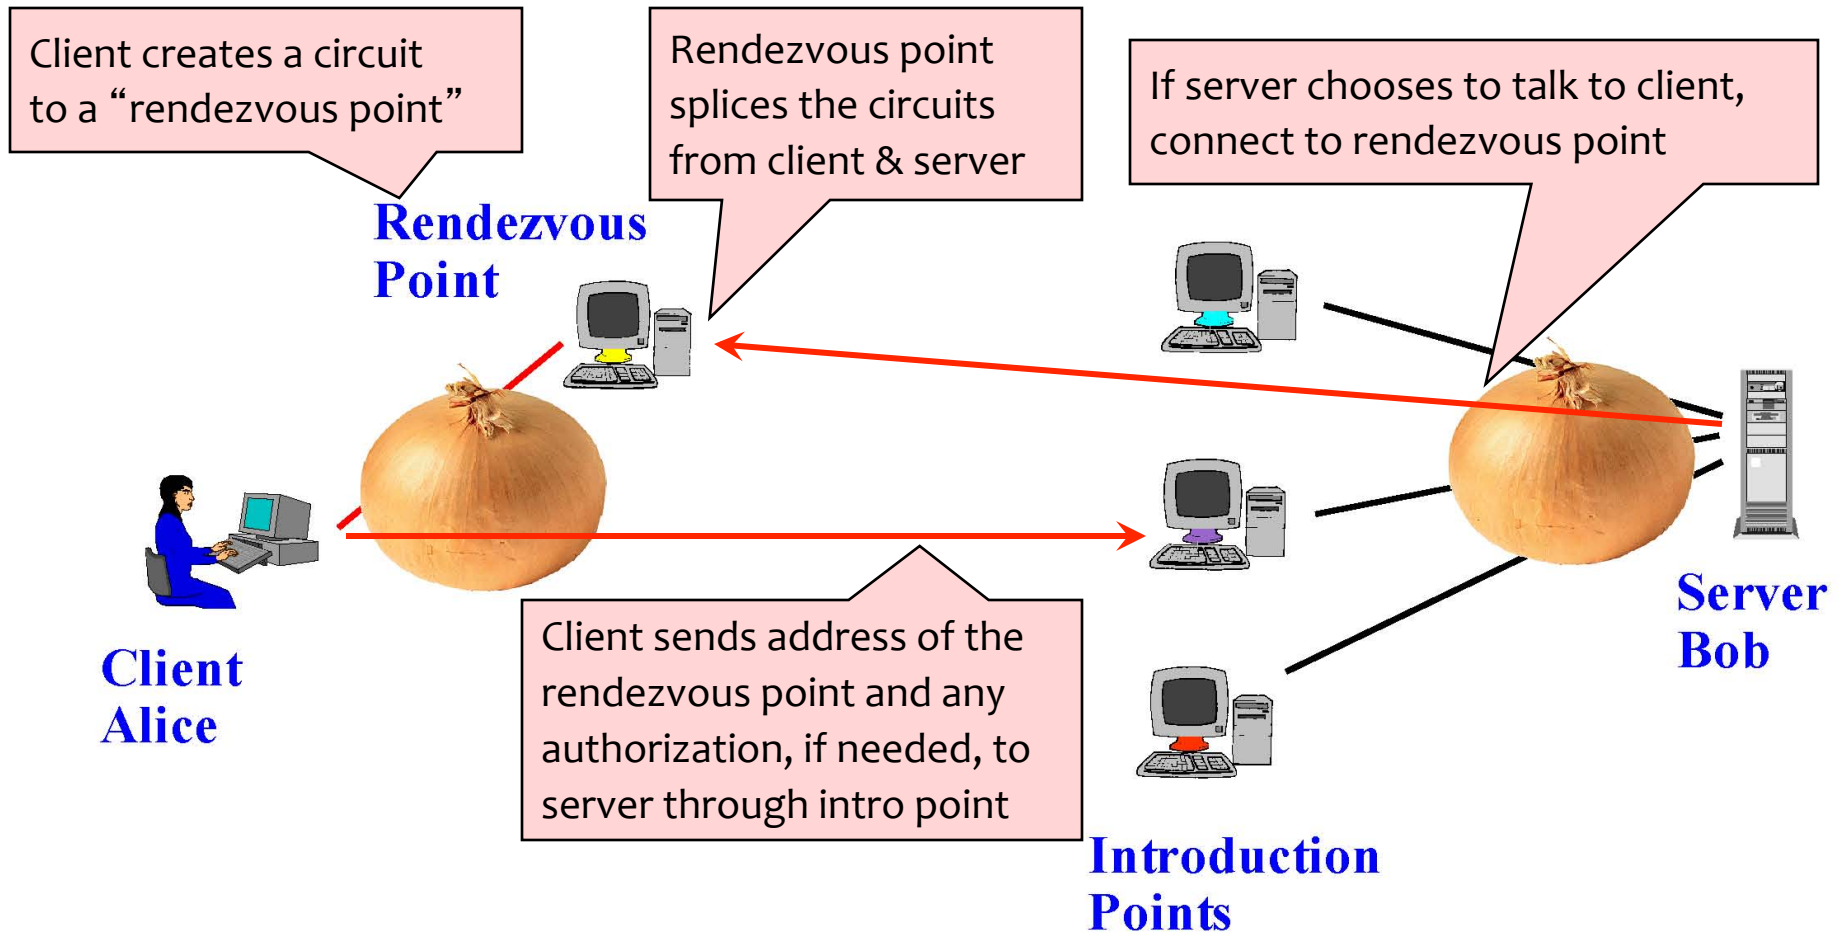 Client creates a circuit
to a “rendezvous point”
Rendezvous point
splices the circuits
from client & server
If server chooses to talk to client,
connect to rendezvous point
Rendezvous
Point
Client sends address of the
rendezvous point and any
authorization, if needed, to
server through intro point
Client
Alice
Server
Bob
Introduction
Points